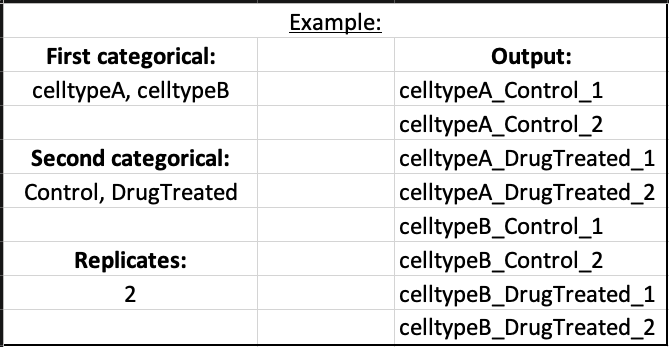 Example:
First categorical: Output:
celltypeA, celltypeB celltypeA_Control_1
celltypeA_Control_2
Second categorical: celltypeA_DrugTreated_1
Control, DrugTreated celltypeA_DrugTreated_2
celltypeB_Control_1
Replicates: celltypeB_Control_2
2 celltypeB_DrugTreated_1
celltypeB_DrugTreated_2